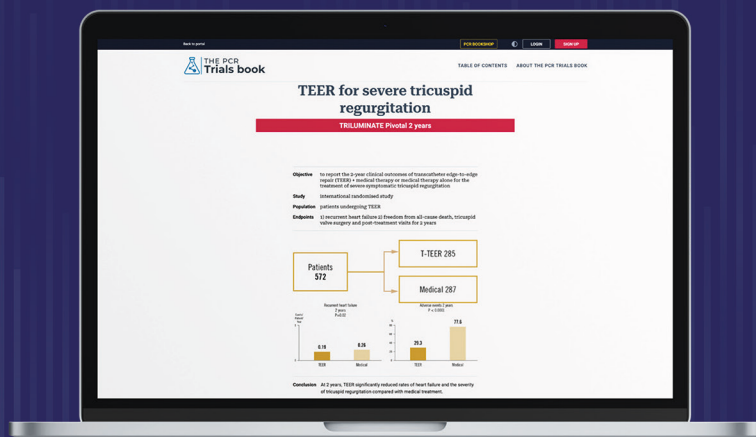 Back to portal
PCR BOOKSHOP
LOGIN
SIGN UP
THE PCR
Trials book
TABLE OF CONTENTS
ABOUT THE PCR TRIALS BOOK
TEER for severe tricuspid
regurgitation
TRILUMINATE Pivotal 2 years
Objective to report the 2-year clinical outcomes of transcatheter edge-to-edge
repair (TEER) + medical therapy or medical therapy alone for the
treatment of severe symptomatic tricuspid regurgitation
Study international randomised study
Population patients undergoing TEER
Endpoints 1) recurrent heart failure 2) freedom from all-cause death, tricuspid
valve surgery and post-treatment visits for 2 years
Patients
572
T-TEER 285
Medical 287
Recurrent heart failure
2 years
Adverse events 2 years
0.19
0.26
TEER
Medical
29.3
77.6
TEER
Medical
Conclusion At 2 years, TEER significantly reduced rates of heart failure and the severity
of tricuspid regurgitation compared with medical treatment.